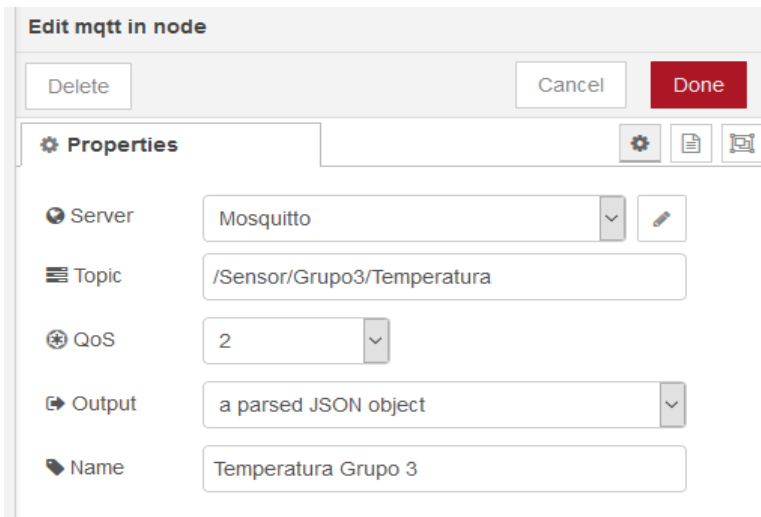 Edit mqtt in node
Delete Cancel Done
Properties
Server Mosquitto
Topic /Sensor/Grupo3/Temperatura
QoS 2
Output a parsed JSON object
Name Temperatura Grupo 3